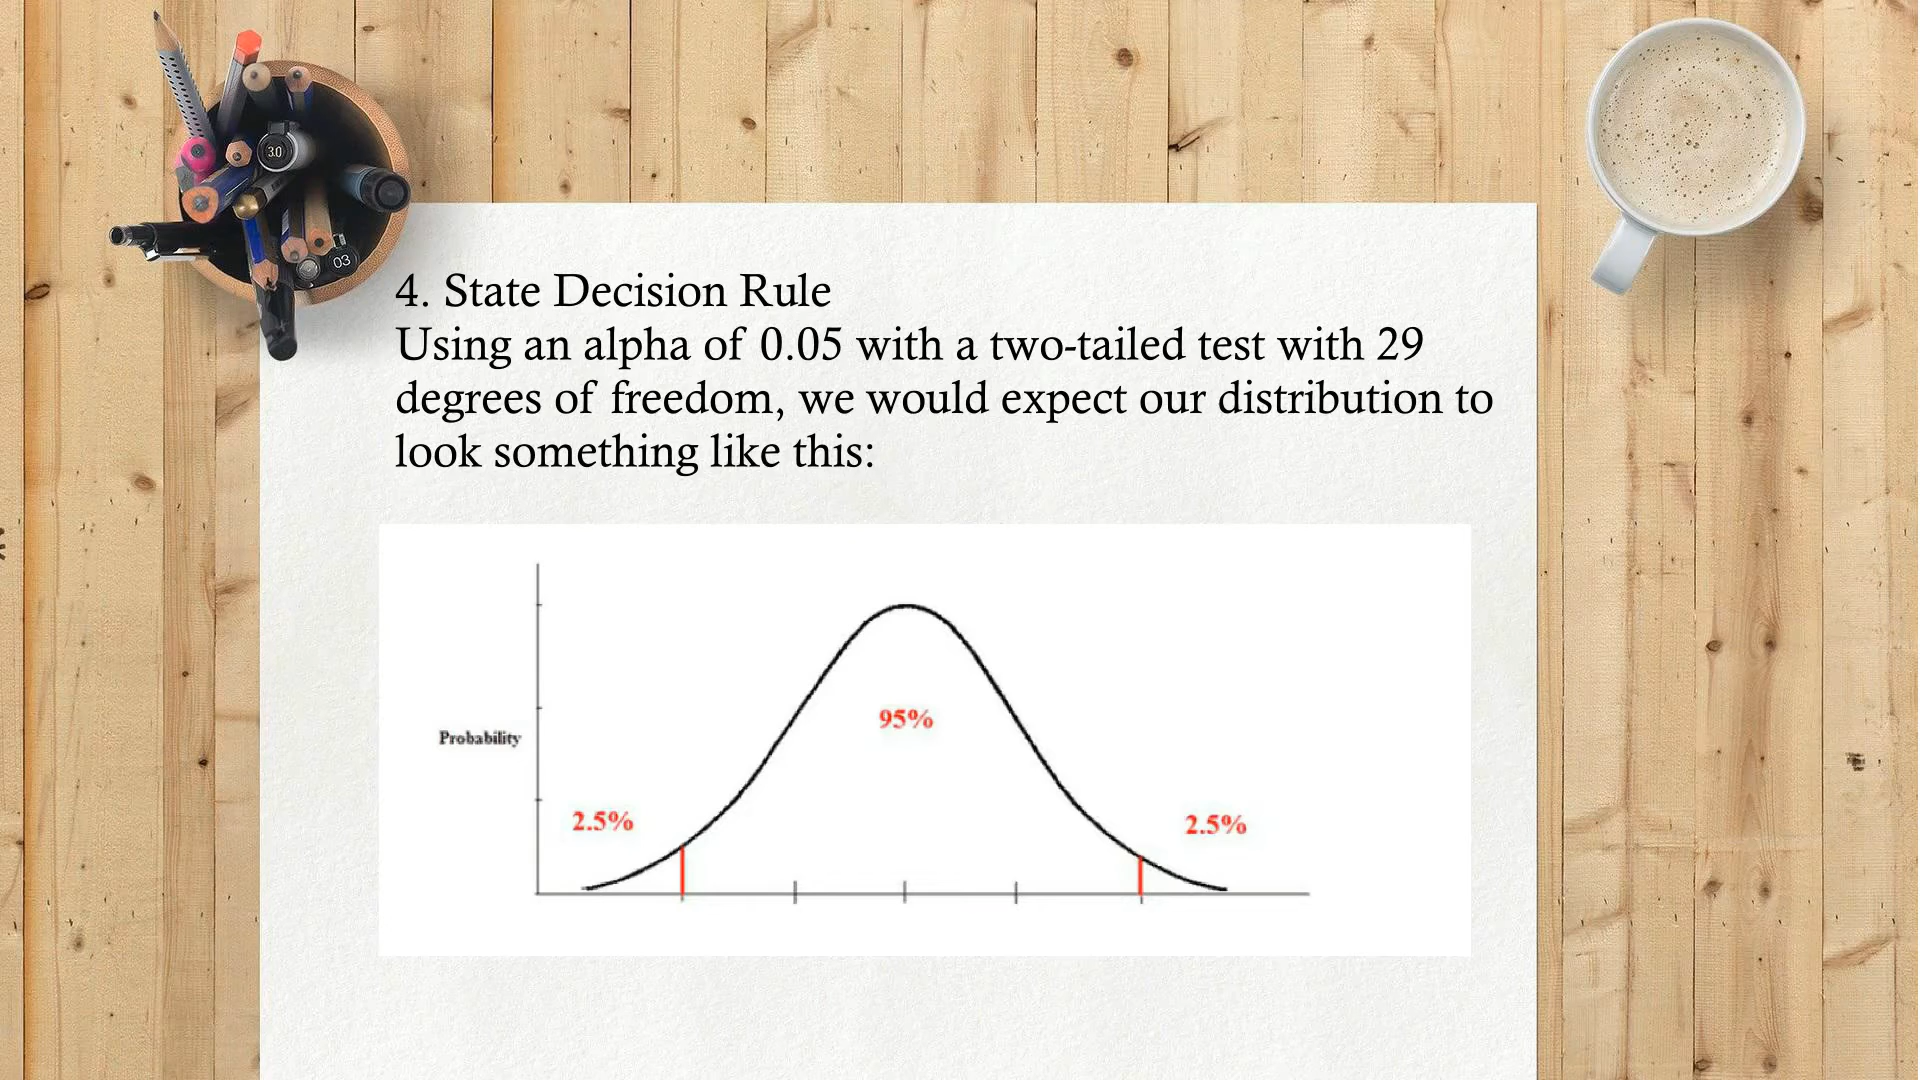 3.0
03
4. State Decision Rule
Using an alpha of 0.05 with a two-tailed test with 29
degrees of freedom, we would expect our distribution to
look something like this:
95%
Probability
2.5%
2.5%